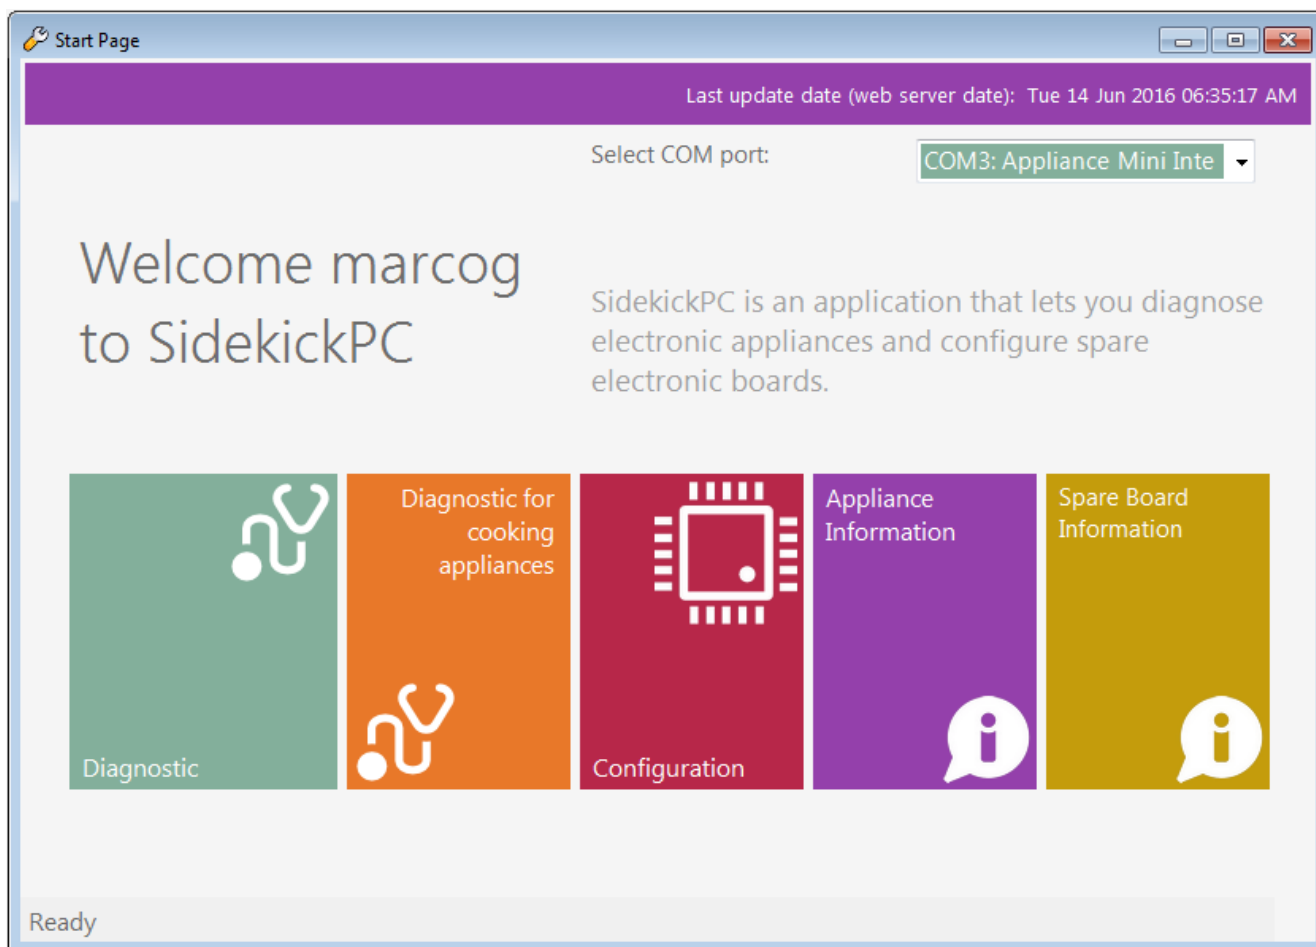 Start Page
Last update date (web server date): Tue 14 Jun 2016 06:35:17 AM
Select COM port:
COM3: Appliance Mini Inte
Welcome marcog
to SidekickPC
SidekickPC is an application that lets you diagnose
electronic appliances and configure spare
electronic boards.
Diagnostic
Diagnostic for
cooking
appliances
Configuration
Appliance
Information
Spare Board
Information
Ready